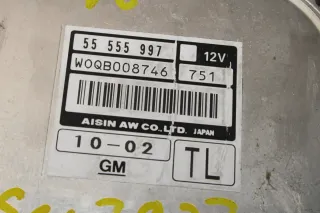 55 555 997 12V
W0QB008746 751
AISIN AW CO.,LTD. JAPAN
10-02 TL
GM